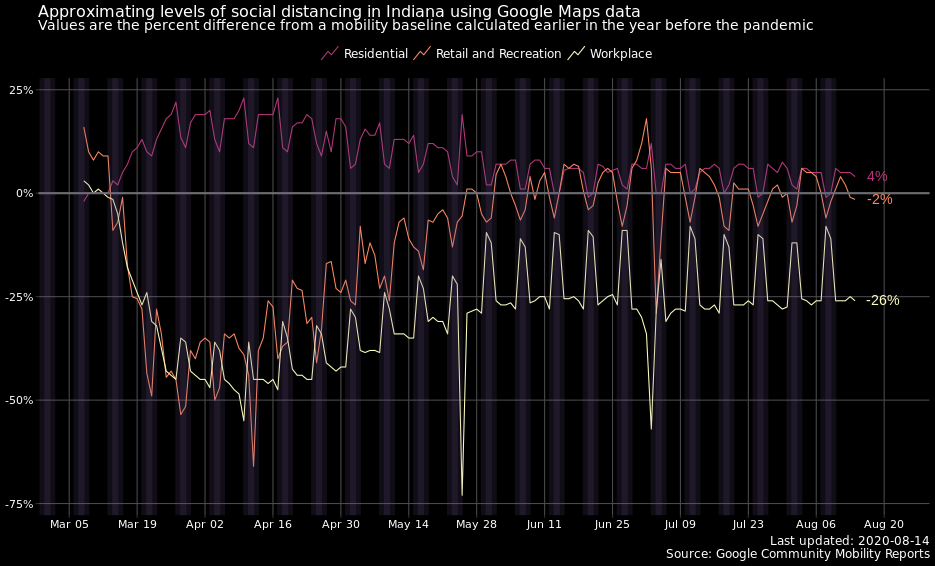 Approximating levels of social distancing in Indiana using Google Maps data
Values are the percent difference from a mobility baseline calculated earlier in the year before the pandemic
Residential Retail and Recreation Workplace
25%
0%
-25%
-50%
-75%
4%
-2%
-26%
Mar 05 Mar 19 Apr 02 Apr 16 Apr 30 May 14 May 28 Jun 11 Jun 25 Jul 09 Jul 23 Aug 06 Aug 20
Last updated: 2020-08-14
Source: Google Community Mobility Reports